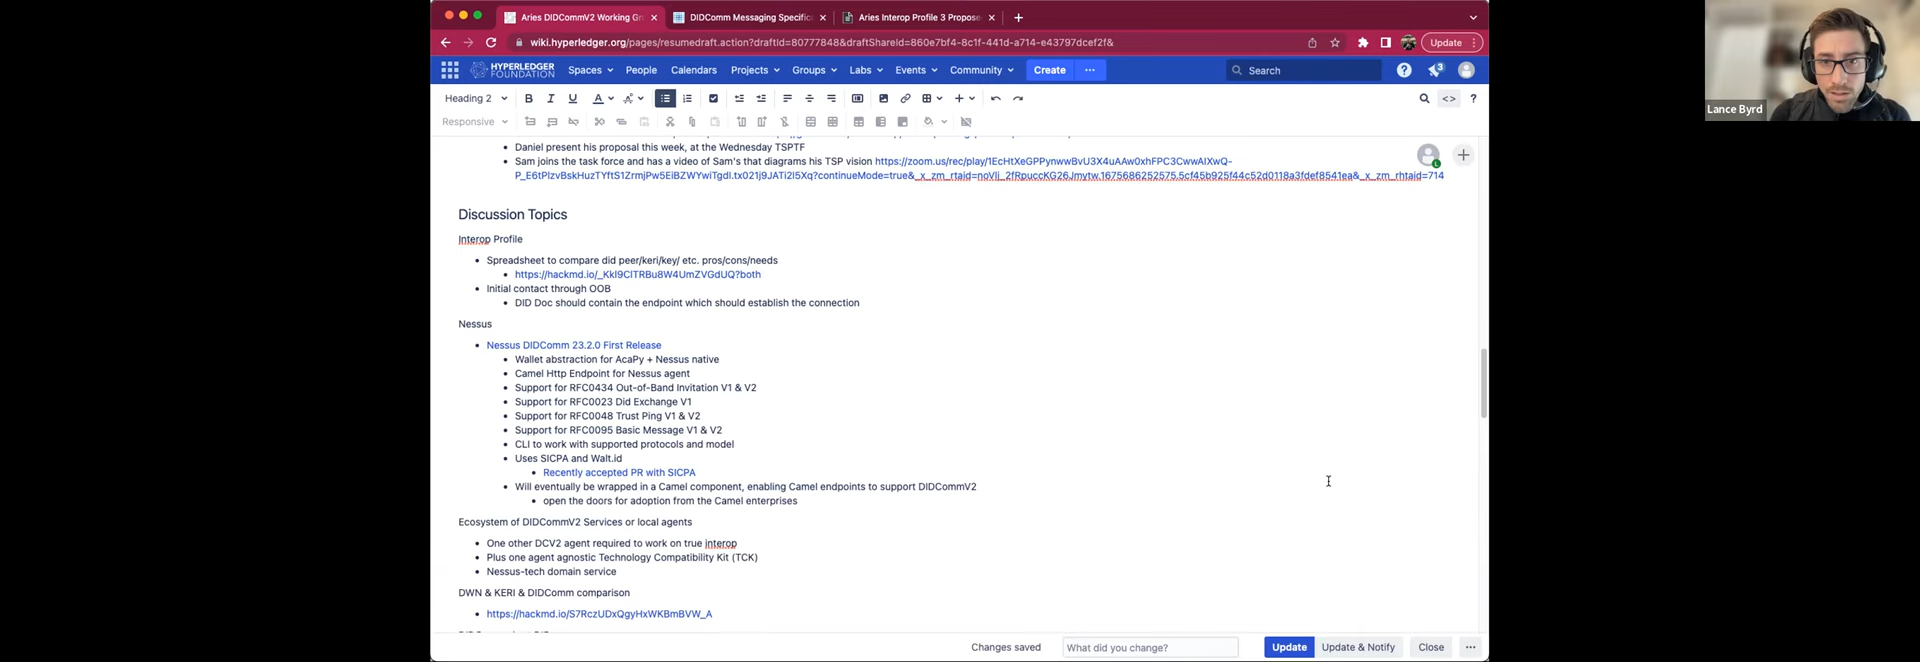 Aries DIDCommV2 Working Gr
DIDComm Messaging Specific
Aries Interop Profile 3 Propose
wiki.hyperledger.org/pages/resumedraft.action?draftId=80777848&draftShareId=860e7bf4-8c1f-441d-a714-e43797dcef2f&
Update
HYPERLEDGER
FOUNDATION
Spaces
People
Calendars
Projects
Groups
Labs
Events
Community
Create
Search
3
Heading 2
Responsive
Daniel present his proposal this week, at the Wednesday TSPTF
Sam joins the task force and has a video of Sam's that diagrams his TSP vision https://zoom.us/rec/play/1EcHtXeGPPynwwBvU3X4uAAw0xhFPC3CwwAIXwQ-
Discussion Topics
Interop Profile
Spreadsheet to compare did peer/keri/key/ etc. pros/cons/needs
https://hackmd.io/_KkI9ClTRBu8W4UmZVGdUQ?both
Initial contact through OOB
DID Doc should contain the endpoint which should establish the connection
Nessus
Nessus DIDComm 23.2.0 First Release
Wallet abstraction for AcaPy + Nessus native
Camel Http Endpoint for Nessus agent
Support for RFC0434 Out-of-Band Invitation V1 & V2
Support for RFC0023 Did Exchange V1
Support for RFC0048 Trust Ping V1 & V2
Support for RFC0095 Basic Message V1 & V2
CLI to work with supported protocols and model
Uses SICPA and Walt.id
Recently accepted PR with SICPA
Will eventually be wrapped in a Camel component, enabling Camel endpoints to support DIDCommV2
open the doors for adoption from the Camel enterprises
Ecosystem of DIDCommV2 Services or local agents
One other DCV2 agent required to work on true interop
Plus one agent agnostic Technology Compatibility Kit (TCK)
Nessus-tech domain service
DWN & KERI & DIDComm comparison
https://hackmd.io/S7RczUDxQgyHxWKBmBVW_A
Changes saved
What did you change?
Update
Update & Notify
Close
Lance Byrd